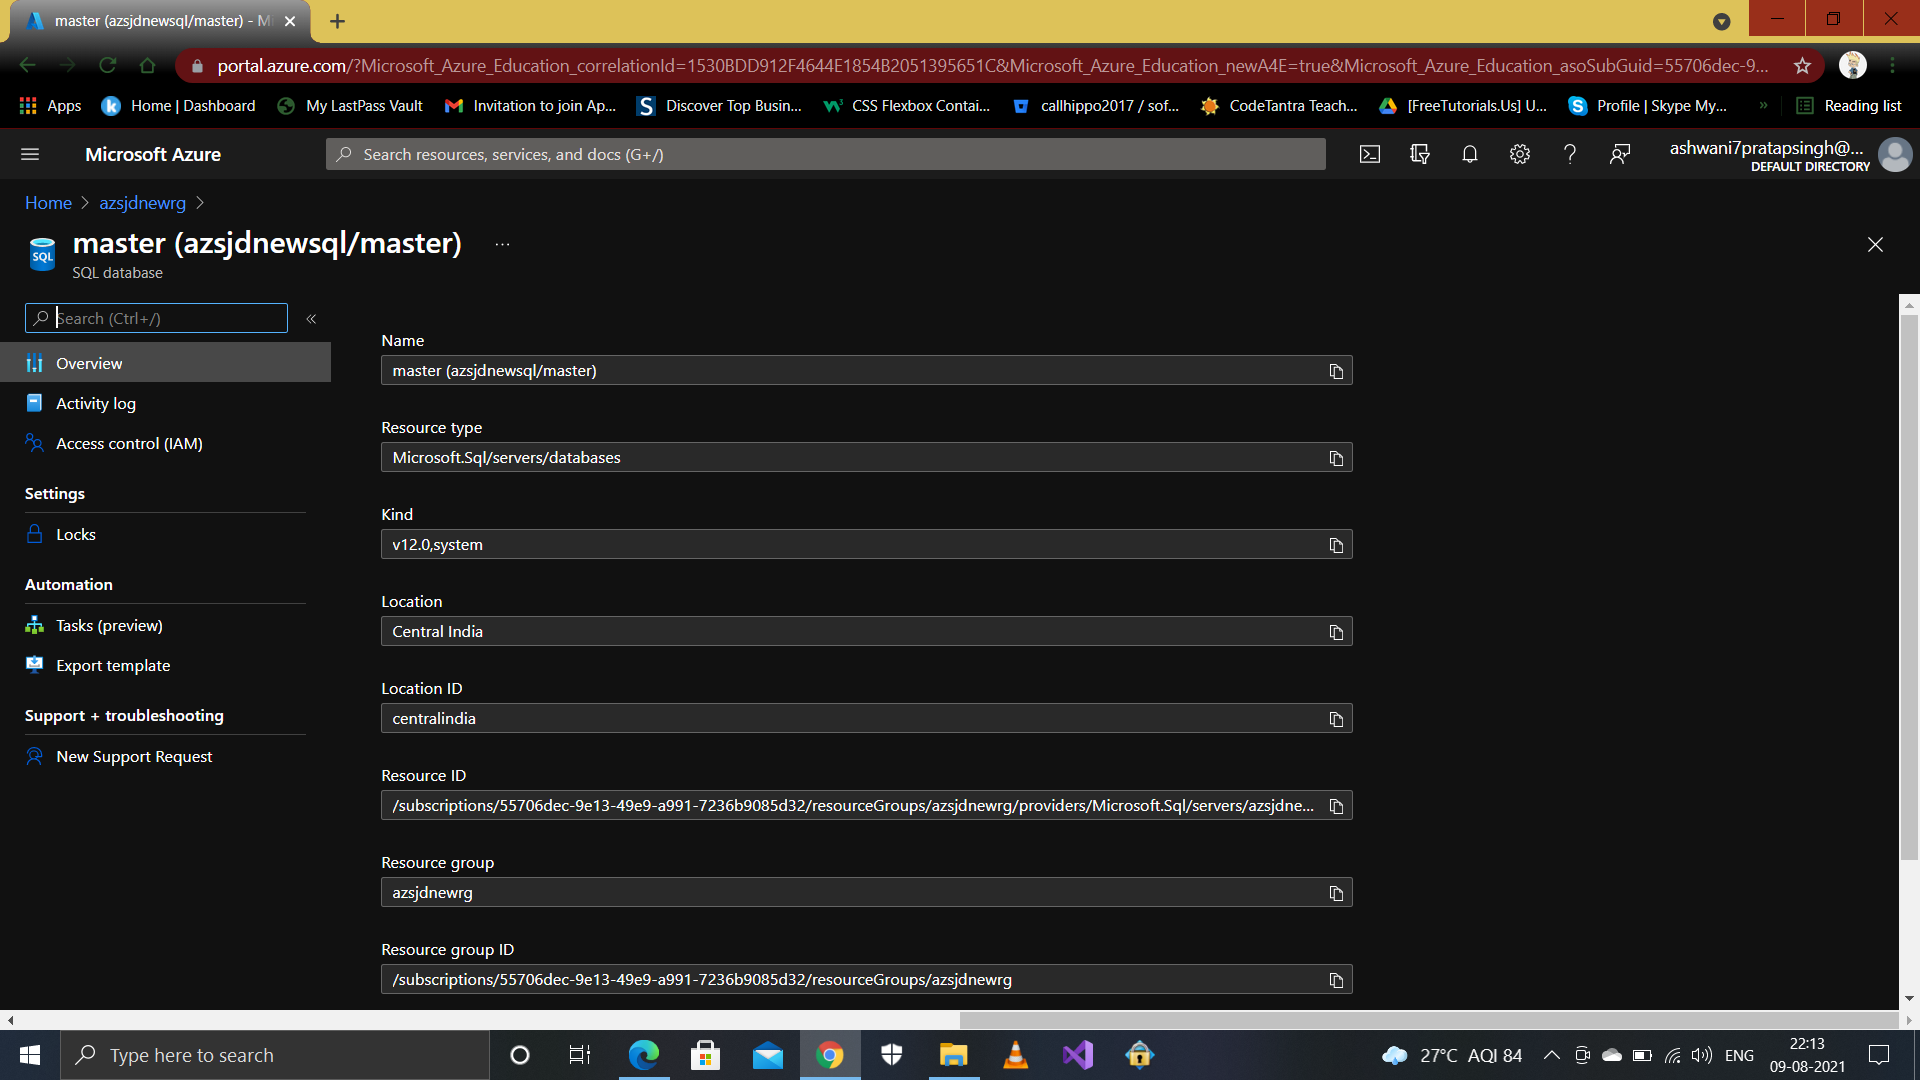 master (azsjdnewsql/master) - Mi
portal.azure.com/?Microsoft_Azure_Education_correlationId=1530BDD912F4644E1854B2051395651C&Microsoft_Azure_Education_newA4E=true&Microsoft_Azure_Education_asoSubGuid=55706dec-9...
Apps
Home | Dashboard
My LastPass Vault
Invitation to join Ap...
Discover Top Busin...
CSS Flexbox Contai...
callhippo2017 / sof...
CodeTantra Teach...
[FreeTutorials.Us] U...
Profile | Skype My...
»
Reading list
Microsoft Azure
Search resources, services, and docs (G+/)
ashwani7pratapsingh@...
DEFAULT DIRECTORY
Home > azsjdnewrg >
SQL
master (azsjdnewsql/master) ...
SQL database
Search (Ctrl+/)
«
Overview
Activity log
Access control (IAM)
Settings
Locks
Automation
Tasks (preview)
Export template
Support + troubleshooting
New Support Request
Name
master (azsjdnewsql/master)
Resource type
Microsoft.Sql/servers/databases
Kind
v12.0,system
Location
Central India
Location ID
centralindia
Resource ID
/subscriptions/55706dec-9e13-49e9-a991-7236b9085d32/resourceGroups/azsjdnewrg/providers/Microsoft.Sql/servers/azsjdne...
Resource group
azsjdnewrg
Resource group ID
/subscriptions/55706dec-9e13-49e9-a991-7236b9085d32/resourceGroups/azsjdnewrg
Type here to search
27°C AQI 84
ENG
22:13
09-08-2021